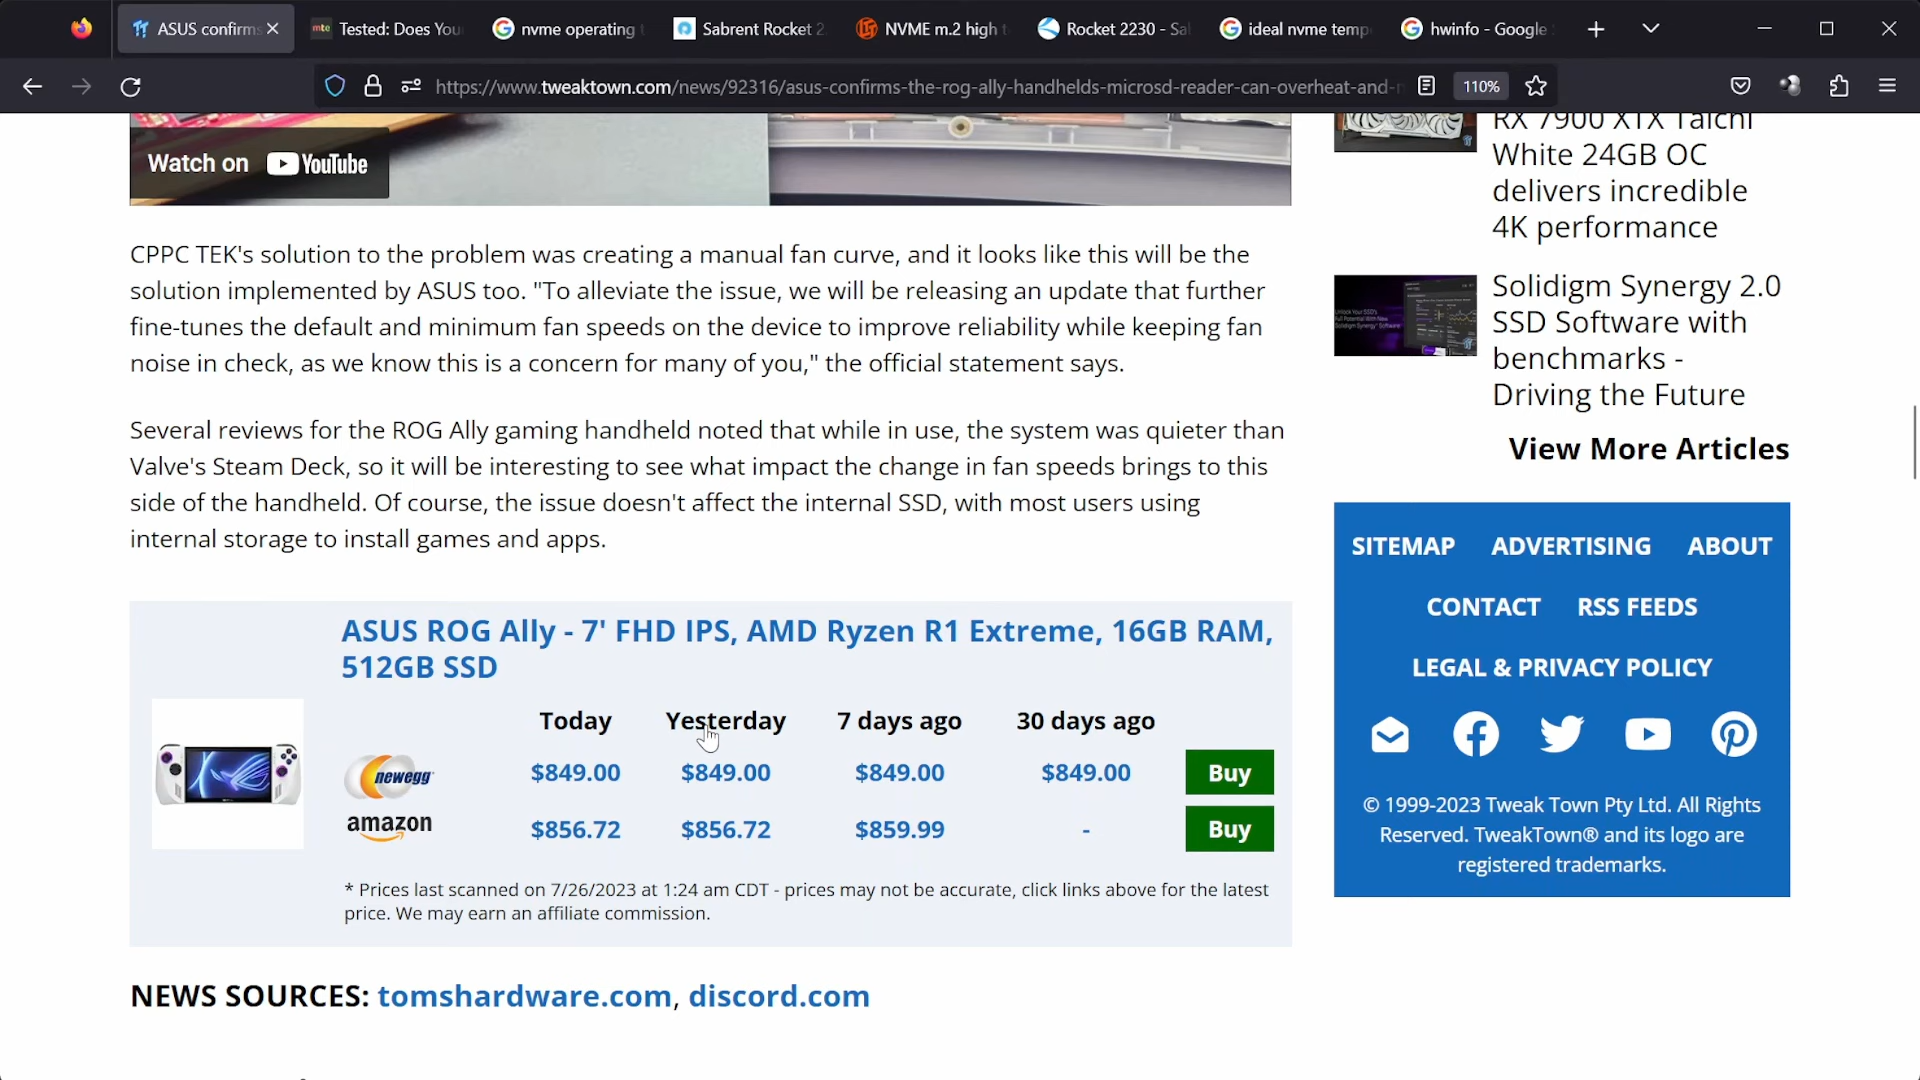 ASUS confirms
mtc
Tested: Does You
nvme operating
Sabrent Rocket 2
LTT
NVME m.2 high t
Rocket 2230 - Sa
ideal nvme temp
hwinfo - Google
https://www.tweaktown.com/news/92316/asus-confirms-the-rog-ally-handhelds-microsd-reader-can-overheat-and-
110%
Watch on YouTube
CPPC TEK's solution to the problem was creating a manual fan curve, and it looks like this will be the
solution implemented by ASUS too. "To alleviate the issue, we will be releasing an update that further
fine-tunes the default and minimum fan speeds on the device to improve reliability while keeping fan
noise in check, as we know this is a concern for many of you," the official statement says.
Several reviews for the ROG Ally gaming handheld noted that while in use, the system was quieter than
Valve's Steam Deck, so it will be interesting to see what impact the change in fan speeds brings to this
side of the handheld. Of course, the issue doesn't affect the internal SSD, with most users using
internal storage to install games and apps.
ASUS ROG Ally - 7' FHD IPS, AMD Ryzen R1 Extreme, 16GB RAM,
512GB SSD
Today Yesterday 7 days ago 30 days ago
newegg $849.00 $849.00 $849.00 $849.00 Buy
amazon $856.72 $856.72 $859.99 - Buy
* Prices last scanned on 7/26/2023 at 1:24 am CDT - prices may not be accurate, click links above for the latest
price. We may earn an affiliate commission.
NEWS SOURCES: tomshardware.com, discord.com
RX 7900 XTX Taichi
White 24GB OC
delivers incredible
4K performance
Solidigm Synergy 2.0
SSD Software with
benchmarks -
Driving the Future
View More Articles
SITEMAP ADVERTISING ABOUT
CONTACT RSS FEEDS
LEGAL & PRIVACY POLICY
© 1999-2023 Tweak Town Pty Ltd. All Rights
Reserved. TweakTown® and its logo are
registered trademarks.